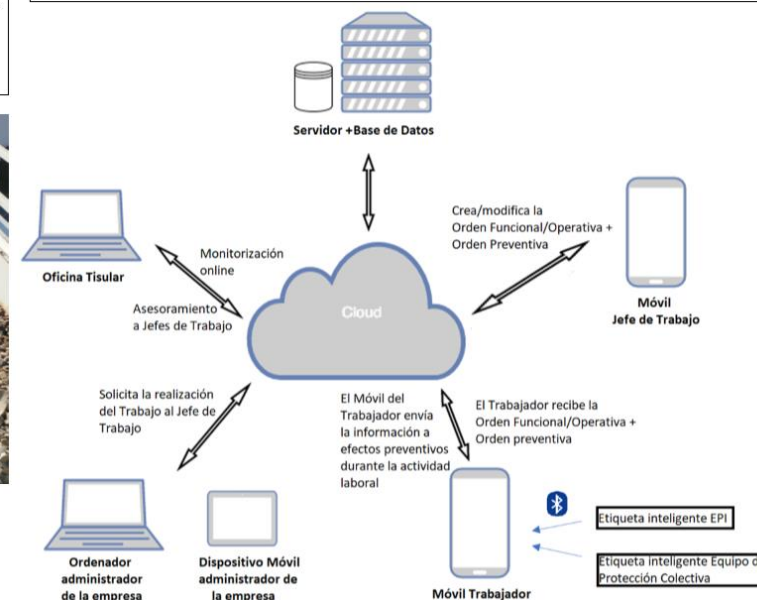 Servidor +Base de Datos
Crea/modifica la
Orden Funcional/Operativa +
Orden Preventiva
Monitorización
online
Oficina Tisular
Asesoramiento
a Jefes de Trabajo
Cloud
Móvil
Jefe de Trabajo
Solicita la realización
del Trabajo al Jefe de
Trabajo
El Móvil del
Trabajador envía
la información a
efectos preventivos
durante la actividad
laboral
El Trabajador recibe la
Orden Funcional/Operativa +
Orden preventiva
Etiqueta inteligente EPI
Etiqueta inteligente Equipo
Protección Colectiva
Ordenador
administrador
de la empresa
Dispositivo Móvil
administrador de
la empresa
Móvil Trabajador